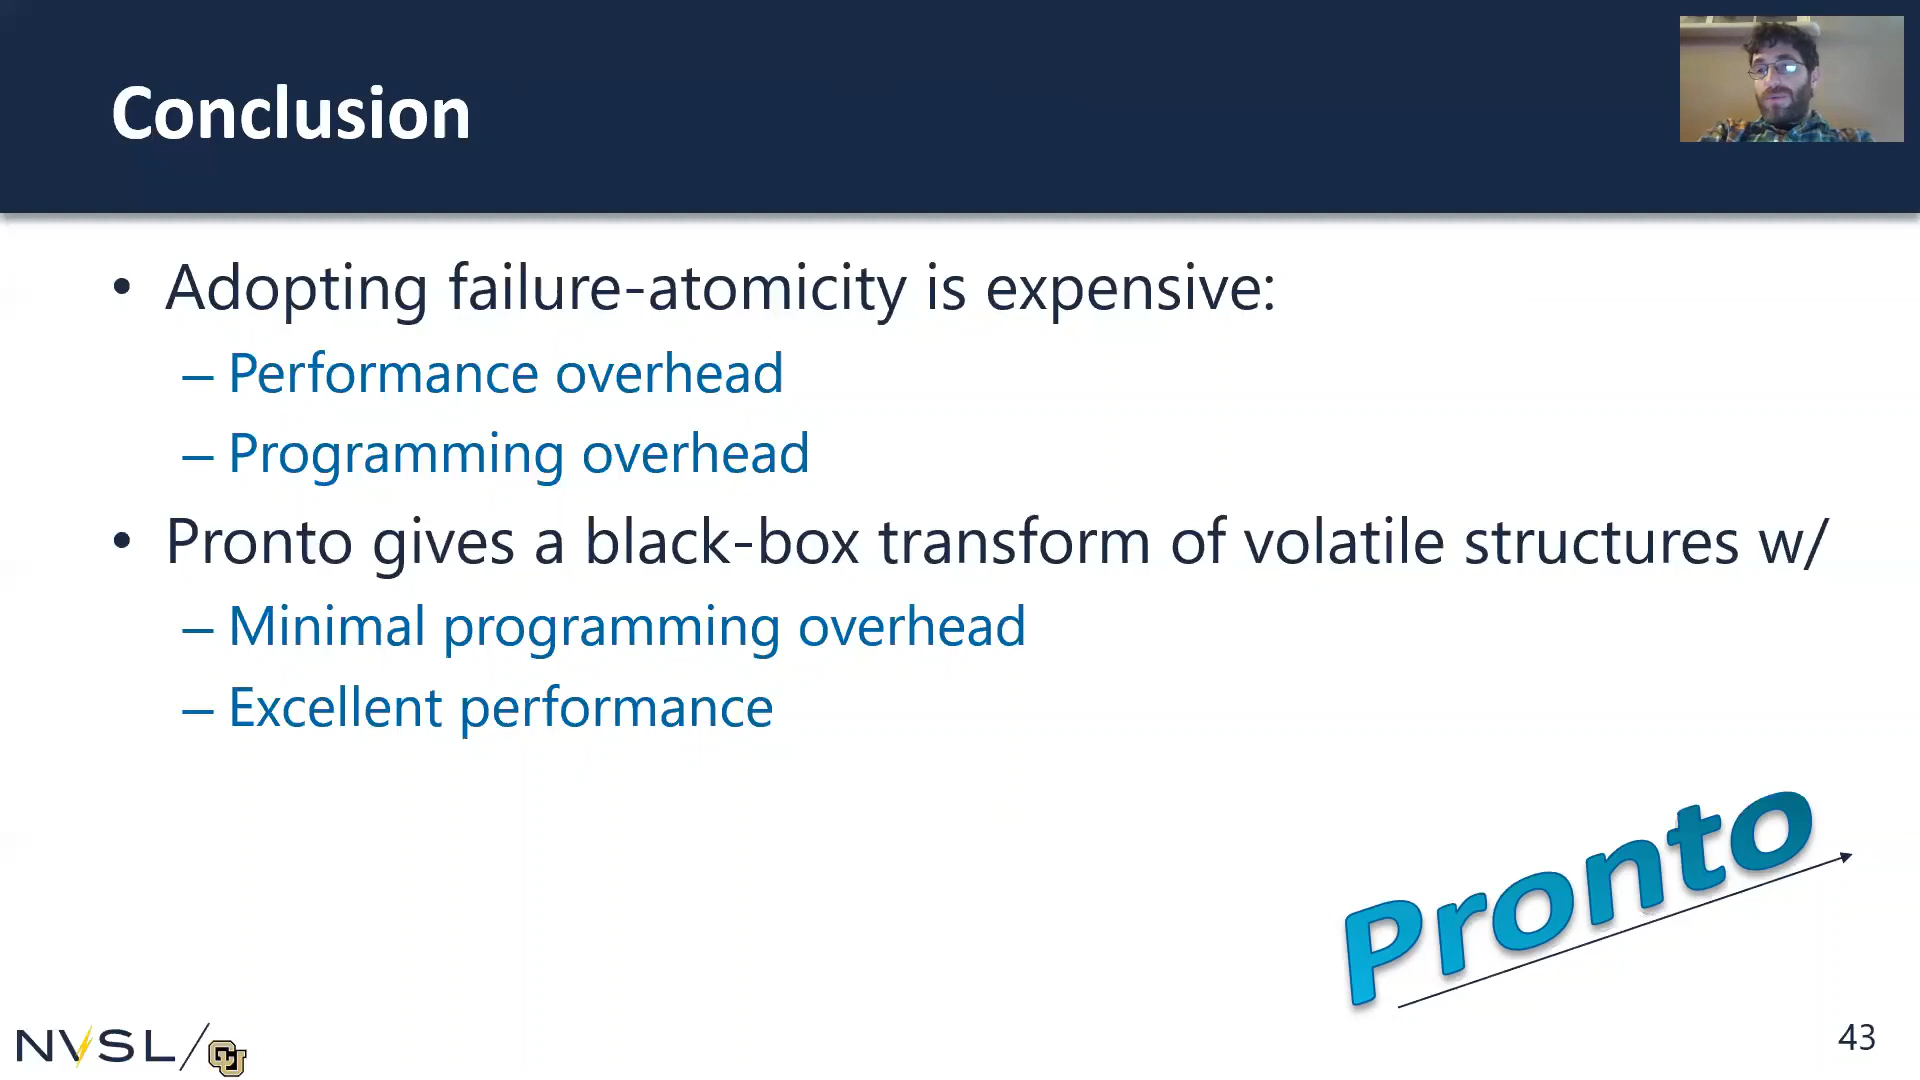 Conclusion
• Adopting failure-atomicity is expensive:
– Performance overhead
– Programming overhead
• Pronto gives a black-box transform of volatile structures w/
– Minimal programming overhead
– Excellent performance
Pronto
NVSL/CU
43